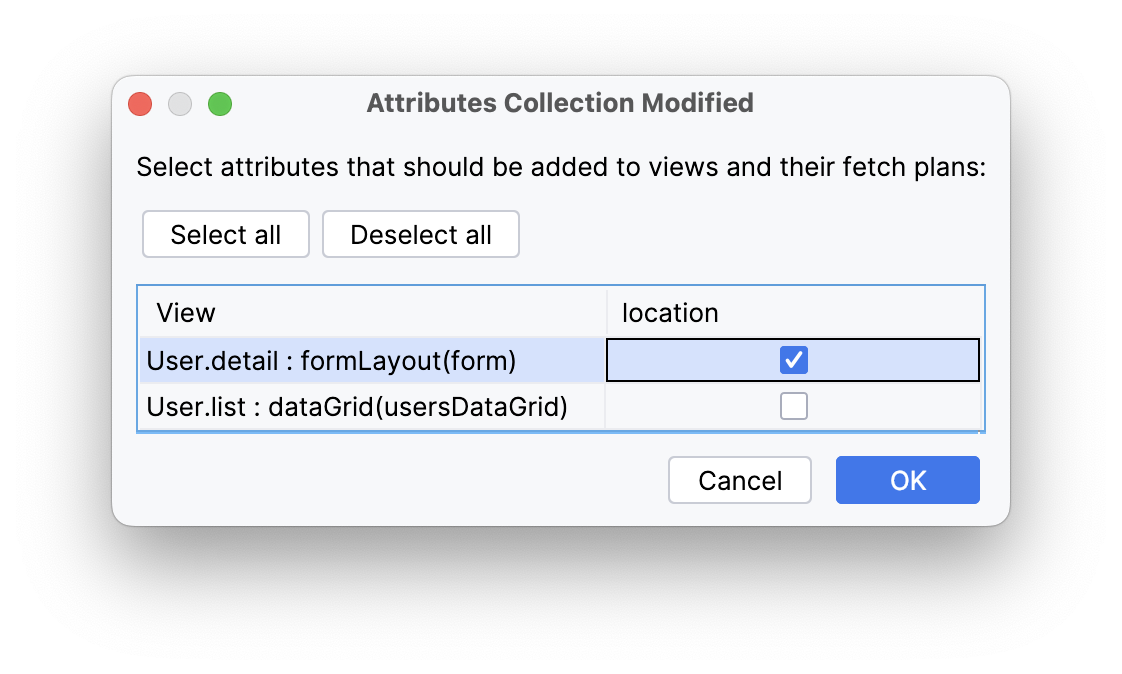 Attributes Collection Modified
Select attributes that should be added to views and their fetch plans:
Select all Deselect all
View location
User.detail : formLayout(form)
User.list : dataGrid(usersDataGrid)
Cancel OK